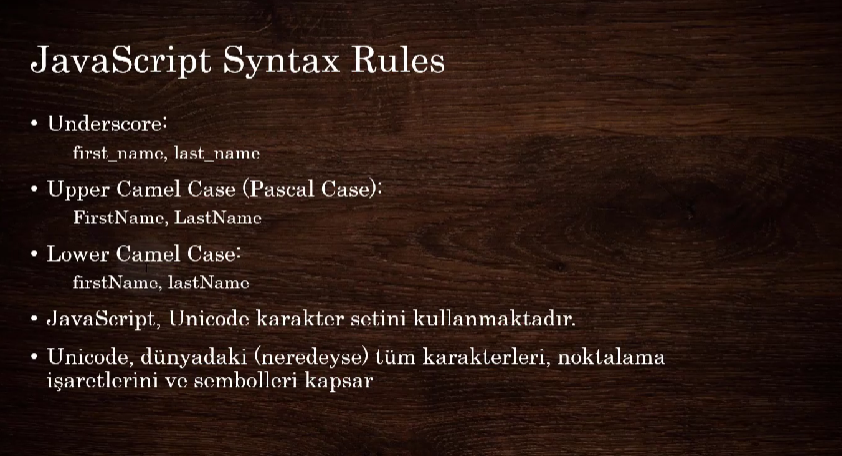 JavaScript Syntax Rules
• Underscore:
first_name, last_name
• Upper Camel Case (Pascal Case):
FirstName, LastName
• Lower Camel Case:
firstName, lastName
• JavaScript, Unicode karakter setini kullanmaktadır.
• Unicode, dünyadaki (neredeyse) tüm karakterleri, noktalama
işaretlerini ve sembolleri kapsar